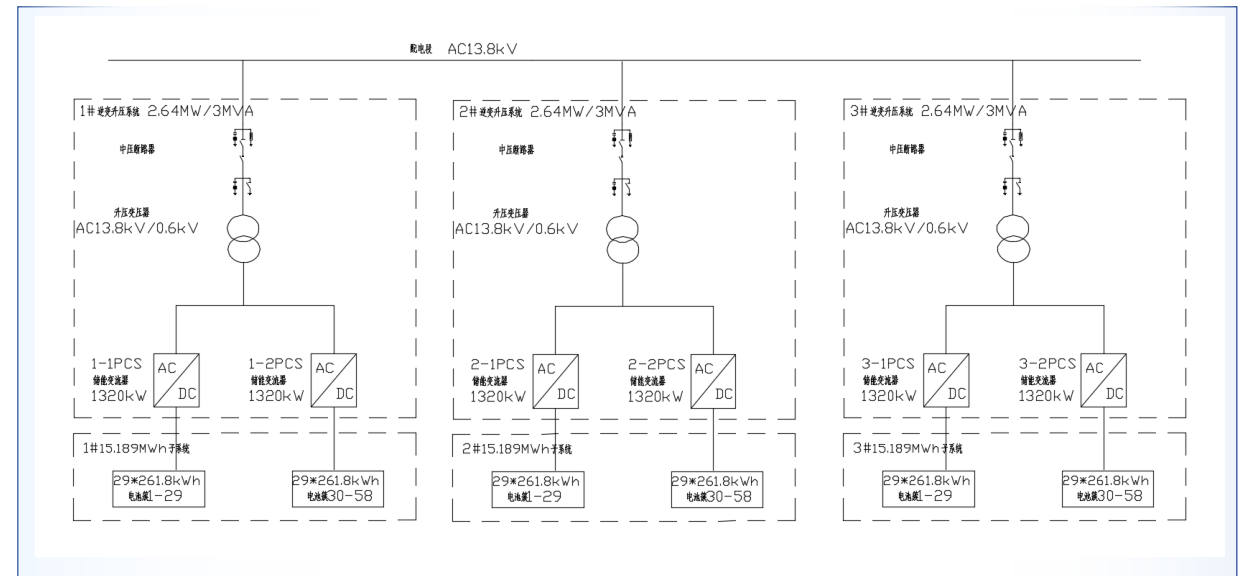 配电段 AC13.8kV
1#逆变升压系统 2.64MW/3MVA
中压断路器
升压变压器
AC13.8kV/0.6kV
1-1PCS
储能变流器
1320kW
AC
DC
1-2PCS
储能变流器
1320kW
AC
DC
1#15.189MWh子系统
29*261.8kWh
电池簇1-29
29*261.8kWh
电池簇30-58
2#逆变升压系统 2.64MW/3MVA
中压断路器
升压变压器
AC13.8kV/0.6kV
2-1PCS
储能变流器
1320kW
AC
DC
2-2PCS
储能变流器
1320kW
AC
DC
2#15.189MWh子系统
29*261.8kWh
电池簇1-29
29*261.8kWh
电池簇30-58
3#逆变升压系统 2.64MW/3MVA
中压断路器
升压变压器
AC13.8kV/0.6kV
3-1PCS
储能变流器
1320kW
AC
DC
3-2PCS
储能变流器
1320kW
AC
DC
3#15.189MWh子系统
29*261.8kWh
电池簇1-29
29*261.8kWh
电池簇30-58